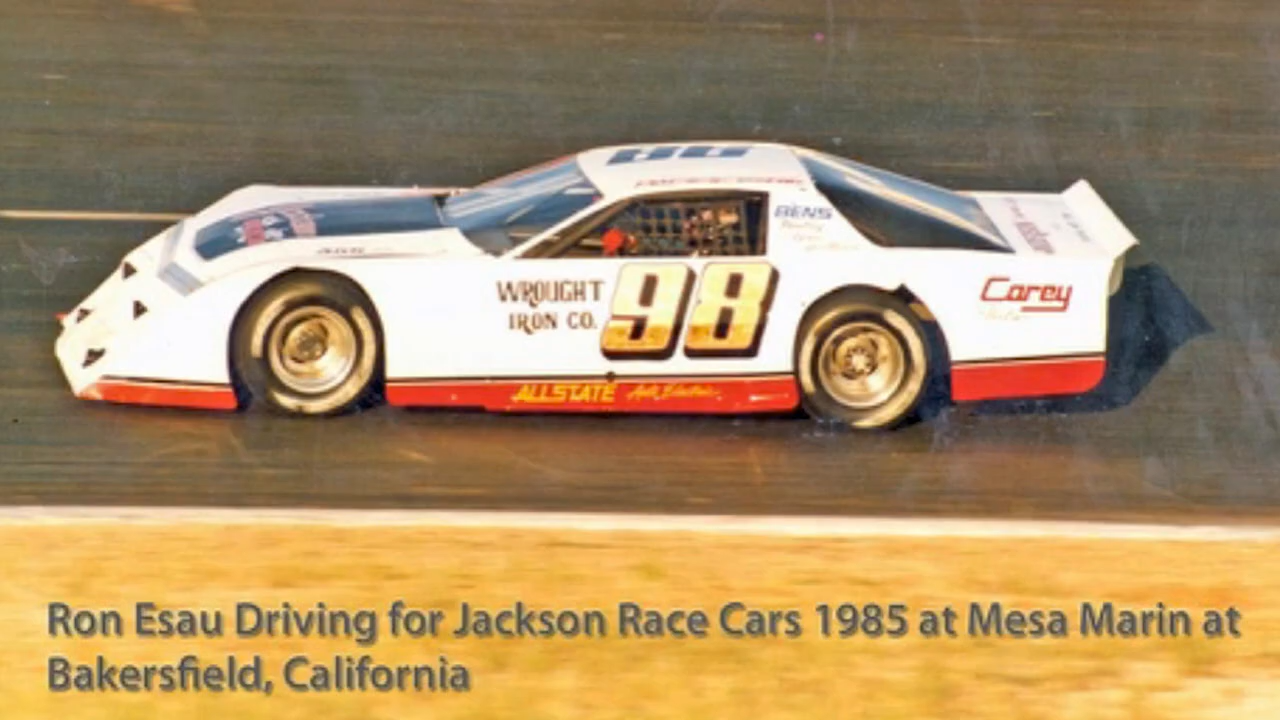 BENS
WROUGHT
IRON CO.
98
Carey
ALLSTATE
Ron Esau Driving for Jackson Race Cars 1985 at Mesa Marin at
Bakersfield, California